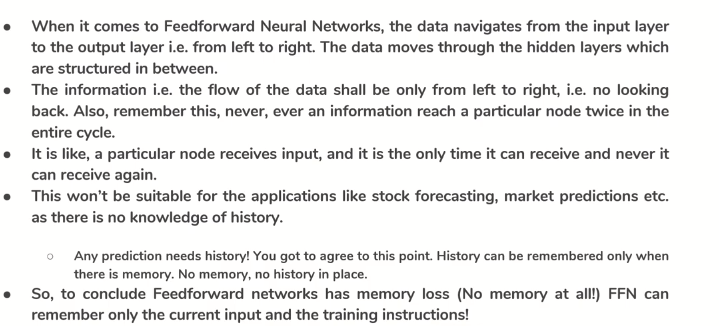 ● When it comes to Feedforward Neural Networks, the data navigates from the input layer
to the output layer i.e. from left to right. The data moves through the hidden layers which
are structured in between.
● The information i.e. the flow of the data shall be only from left to right, i.e. no looking
back. Also, remember this, never, ever an information reach a particular node twice in the
entire cycle.
● It is like, a particular node receives input, and it is the only time it can receive and never it
can receive again.
● This won't be suitable for the applications like stock forecasting, market predictions etc.
as there is no knowledge of history.
○ Any prediction needs history! You got to agree to this point. History can be remembered only when
there is memory. No memory, no history in place.
● So, to conclude Feedforward networks has memory loss (No memory at all!) FFN can
remember only the current input and the training instructions!